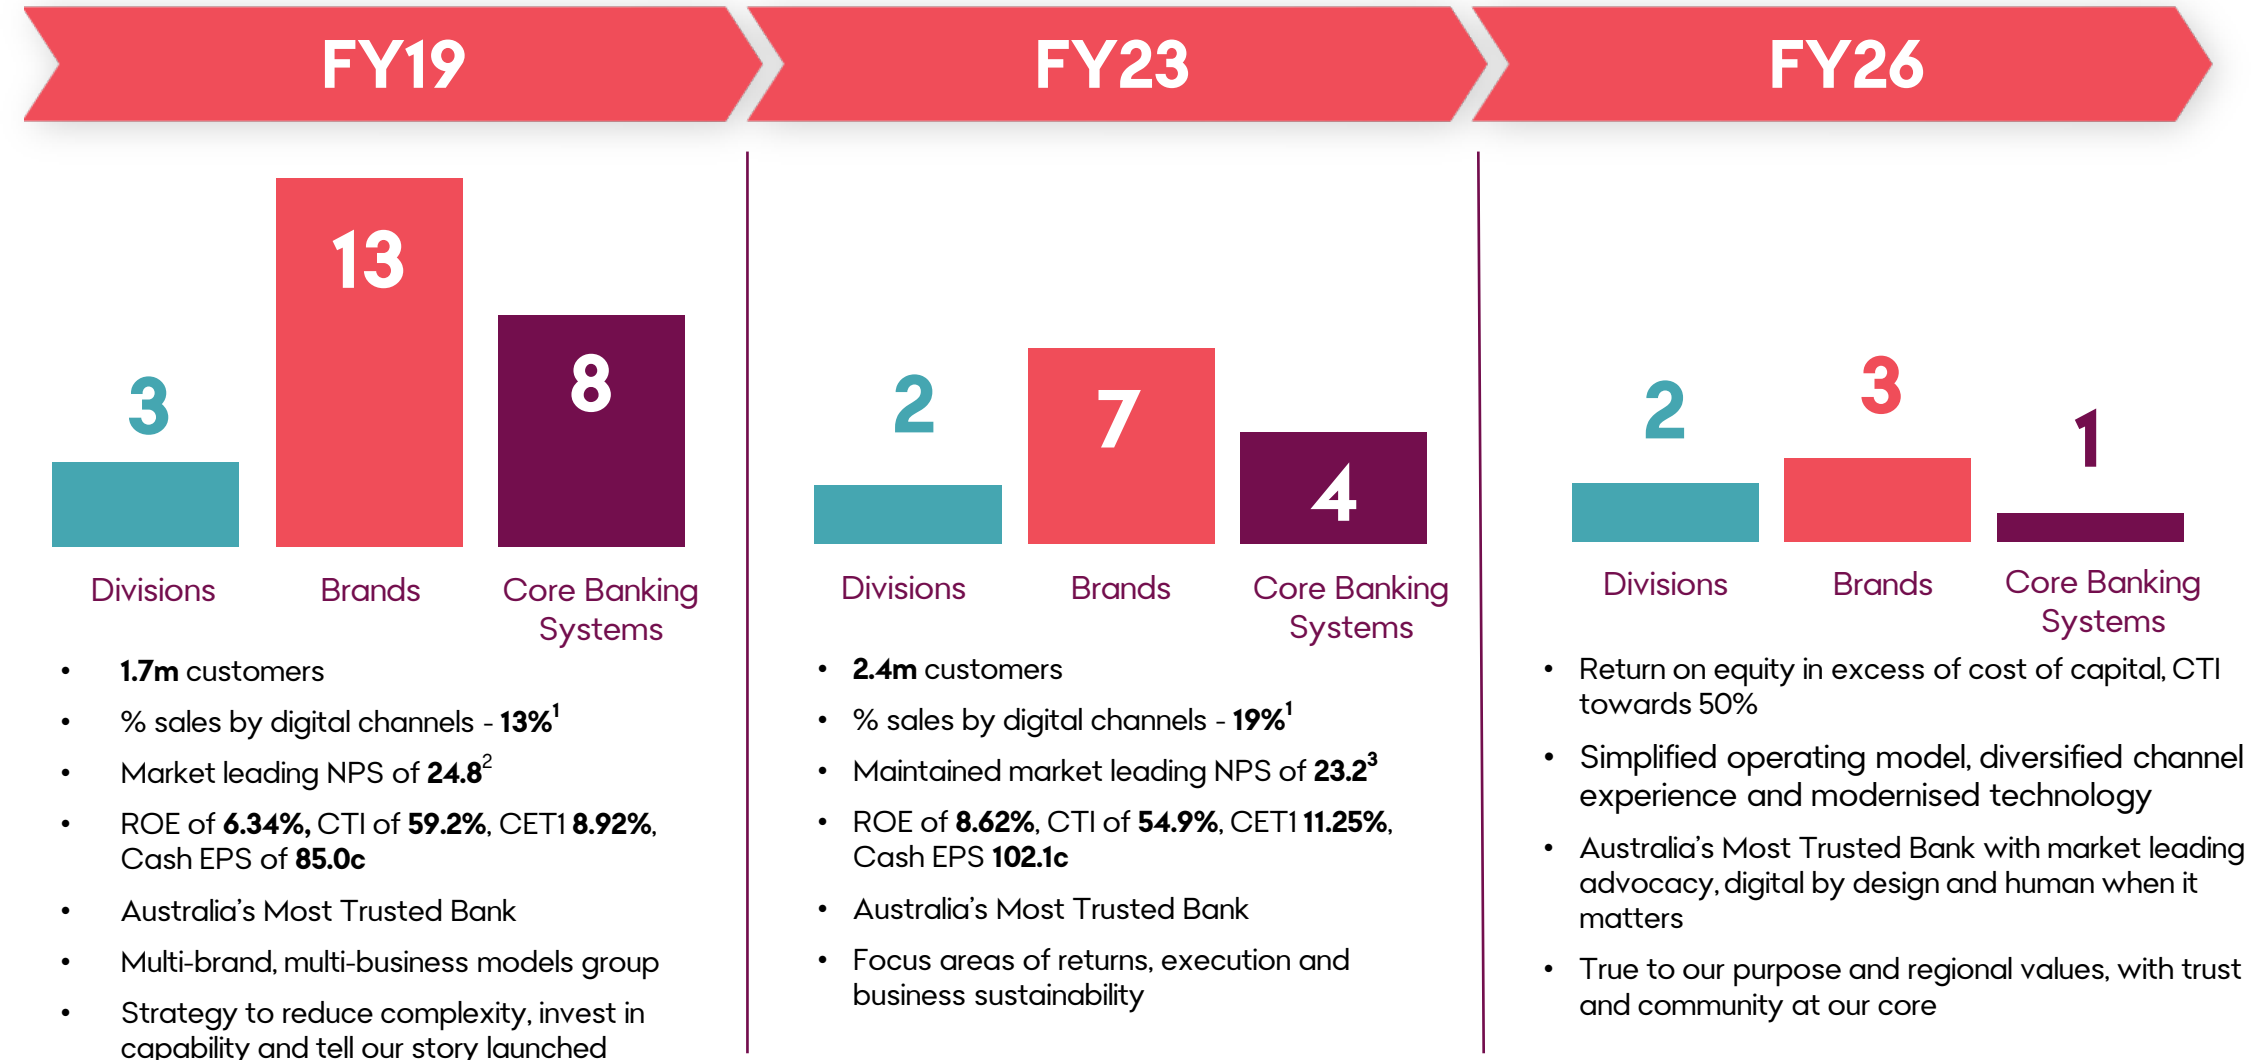 FY19
FY23
FY26
3
13
8
Divisions
Brands
Core Banking
Systems
• 1.7m customers
• % sales by digital channels - 13%¹
• Market leading NPS of 24.8²
• ROE of 6.34%, CTI of 59.2%, CET1 8.92%,
Cash EPS of 85.0c
• Australia’s Most Trusted Bank
• Multi-brand, multi-business models group
• Strategy to reduce complexity, invest in
capability and tell our story launched
2
7
4
Divisions
Brands
Core Banking
Systems
• 2.4m customers
• % sales by digital channels - 19%¹
• Maintained market leading NPS of 23.2³
• ROE of 8.62%, CTI of 54.9%, CET1 11.25%,
Cash EPS 102.1c
• Australia’s Most Trusted Bank
• Focus areas of returns, execution and
business sustainability
2
3
1
Divisions
Brands
Core Banking
Systems
• Return on equity in excess of cost of capital, CTI
towards 50%
• Simplified operating model, diversified channel
experience and modernised technology
• Australia’s Most Trusted Bank with market leading
advocacy, digital by design and human when it
matters
• True to our purpose and regional values, with trust
and community at our core